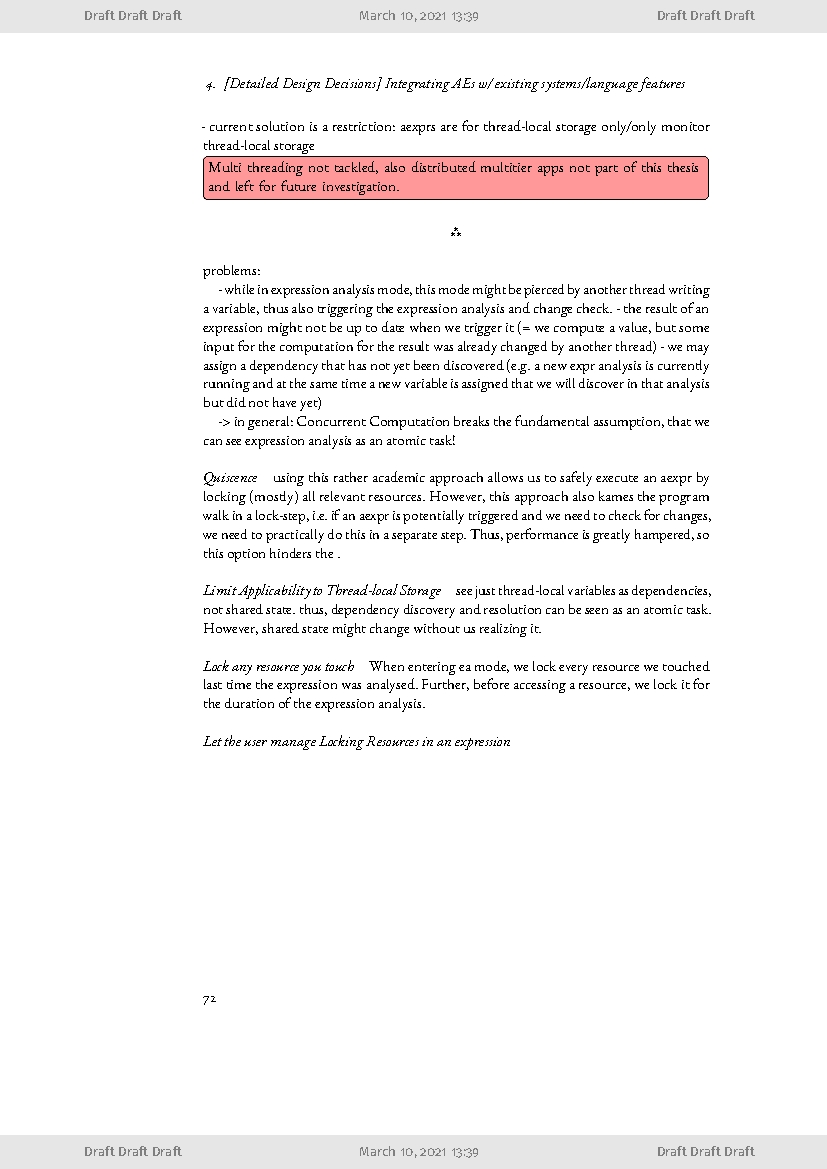 Draft Draft Draft March 10, 2021 13:39 Draft Draft Draft
4. [Detailed Design Decisions] Integrating AEs w/ existing systems/language features
- current solution is a restriction: aexprs are for thread-local storage only/only monitor
thread-local storage
Multi threading not tackled, also distributed multitier apps not part of this thesis
and left for future investigation.
⁂
problems:
- while in expression analysis mode, this mode might be pierced by another thread writing
a variable, thus also triggering the expression analysis and change check. - the result of an
expression might not be up to date when we trigger it (= we compute a value, but some
input for the computation for the result was already changed by another thread) - we may
assign a dependency that has not yet been discovered (e.g. a new expr analysis is currently
running and at the same time a new variable is assigned that we will discover in that analysis
but did not have yet)
-> in general: Concurrent Computation breaks the fundamental assumption, that we
can see expression analysis as an atomic task!
Quiscence using this rather academic approach allows us to safely execute an aexpr by
locking (mostly) all relevant resources. However, this approach also kames the program
walk in a lock-step, i.e. if an aexpr is potentially triggered and we need to check for changes,
we need to practically do this in a separate step. Thus, performance is greatly hampered, so
this option hinders the .
Limit Applicability to Thread-local Storage see just thread-local variables as dependencies,
not shared state. thus, dependency discovery and resolution can be seen as an atomic task.
However, shared state might change without us realizing it.
Lock any resource you touch When entering ea mode, we lock every resource we touched
last time the expression was analysed. Further, before accessing a resource, we lock it for
the duration of the expression analysis.
Let the user manage Locking Resources in an expression
72
Draft Draft Draft March 10, 2021 13:39 Draft Draft Draft